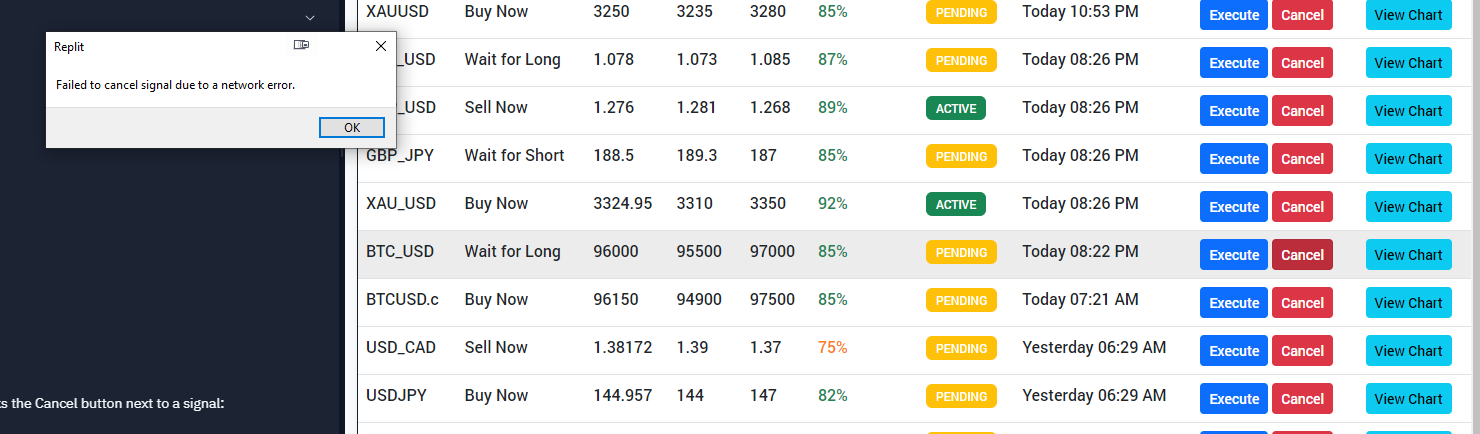 XAUUSD Buy Now 3250 3235 3280 85% PENDING Today 10:53 PM Execute Cancel View Chart
Replit
Failed to cancel signal due to a network error.
OK
_USD Wait for Long 1.078 1.073 1.085 87% PENDING Today 08:26 PM Execute Cancel View Chart
_USD Sell Now 1.276 1.281 1.268 89% ACTIVE Today 08:26 PM Execute Cancel View Chart
GBP_JPY Wait for Short 188.5 189.3 187 85% PENDING Today 08:26 PM Execute Cancel View Chart
XAU_USD Buy Now 3324.95 3310 3350 92% ACTIVE Today 08:26 PM Execute Cancel View Chart
BTC_USD Wait for Long 96000 95500 97000 85% PENDING Today 08:22 PM Execute Cancel View Chart
BTCUSD.c Buy Now 96150 94900 97500 85% PENDING Today 07:21 AM Execute Cancel View Chart
USD_CAD Sell Now 1.38172 1.39 1.37 75% PENDING Yesterday 06:29 AM Execute Cancel View Chart
USDJPY Buy Now 144.957 144 147 82% PENDING Yesterday 06:29 AM Execute Cancel View Chart
ts the Cancel button next to a signal: